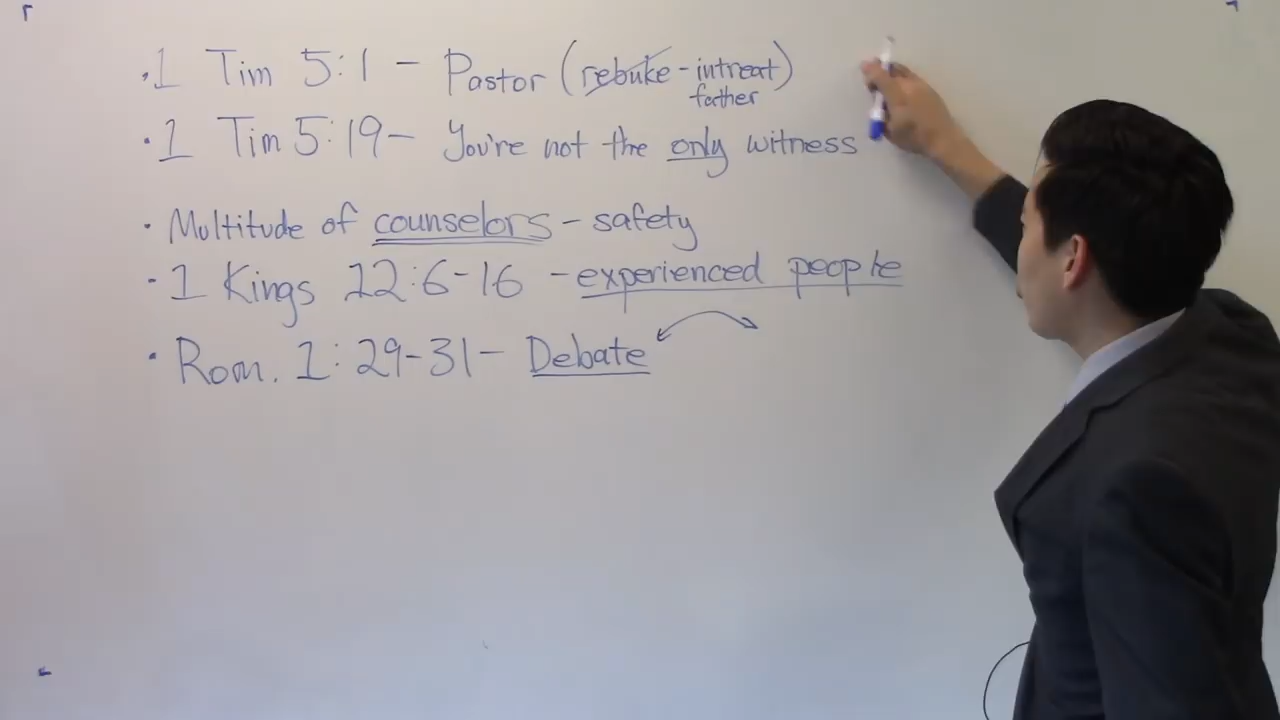 · 1 Tim 5:1 - Pastor (rebuke - intreat)
father
· 1 Tim 5:19 - You're not the only witness
· Multitude of counselors - safety
· 1 Kings 22:6-16 - experienced people
· Rom. 1:29-31 - Debate